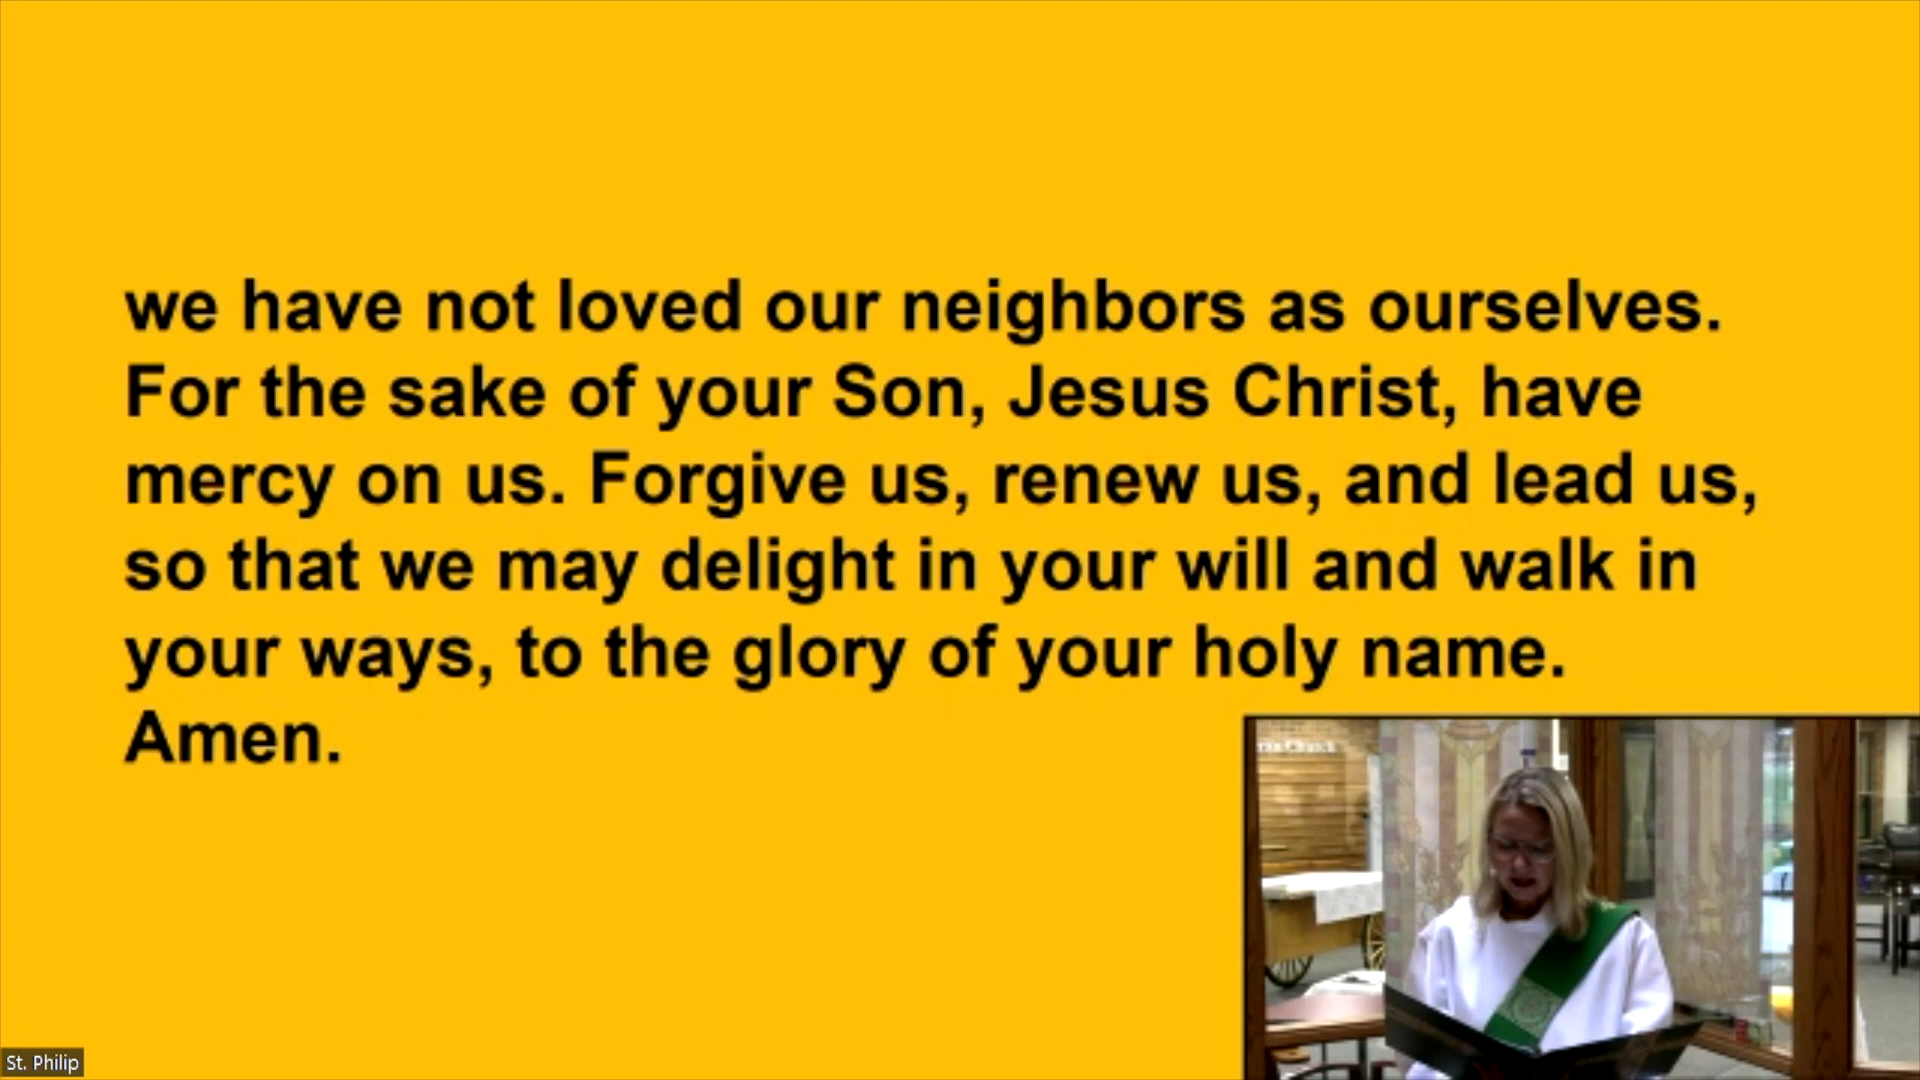 we have not loved our neighbors as ourselves.
For the sake of your Son, Jesus Christ, have
mercy on us. Forgive us, renew us, and lead us,
so that we may delight in your will and walk in
your ways, to the glory of your holy name.
Amen.
Church
St. Philip